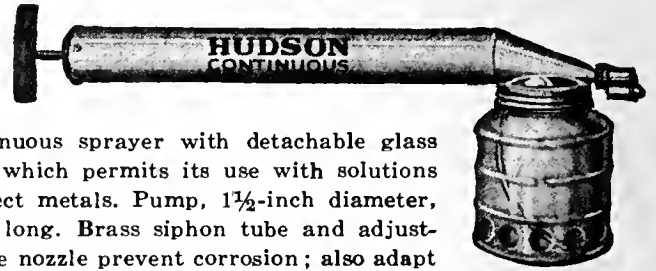 HUDSON
CONTINUOUS
nuous sprayer with detachable glass
which permits its use with solutions
ect metals. Pump, 1½-inch diameter,
long. Brass siphon tube and adjust-
e nozzle prevent corrosion; also adapt